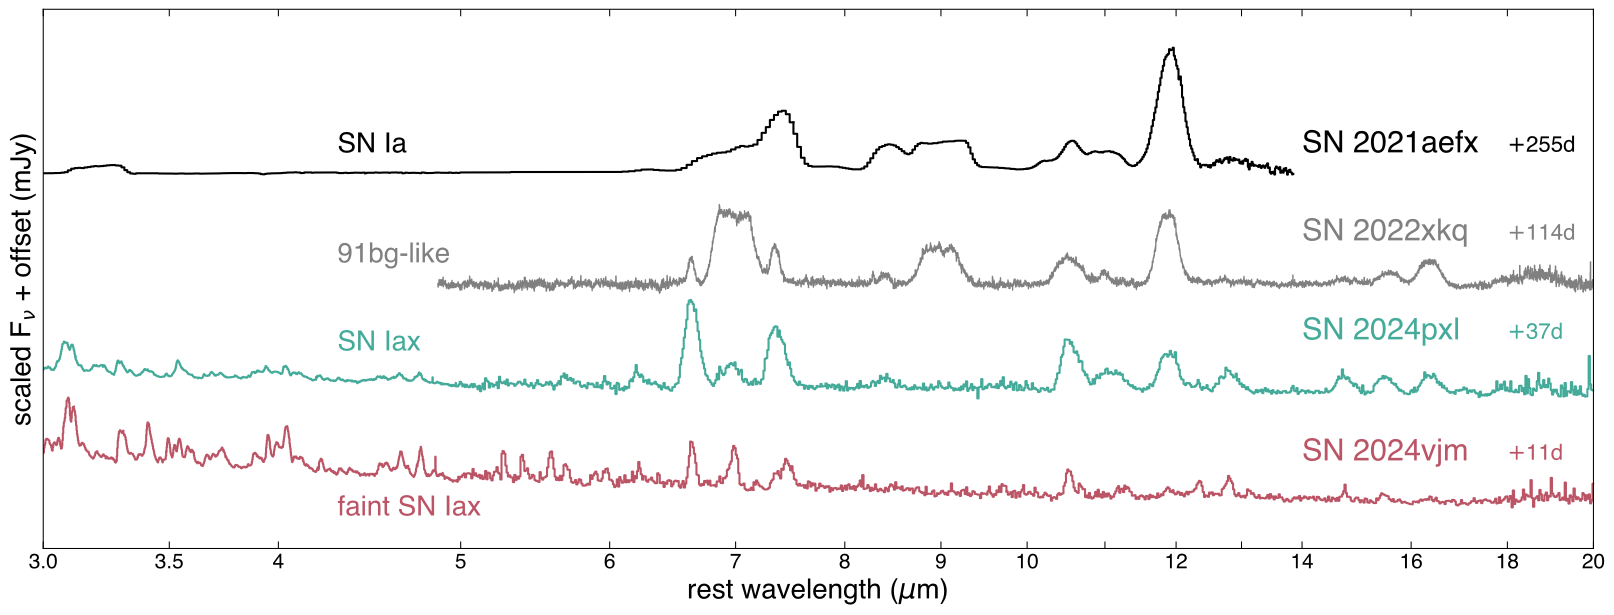 SN Ia
SN 2021aefx +255d
91bg-like
SN 2022xkq +114d
SN Iax
SN 2024pxl +37d
faint SN Iax
SN 2024vjm +11d
scaled Fν + offset (mJy)
3.0 3.5 4 5 6 7 8 9 10 12 14 16 18 20
rest wavelength (μm)